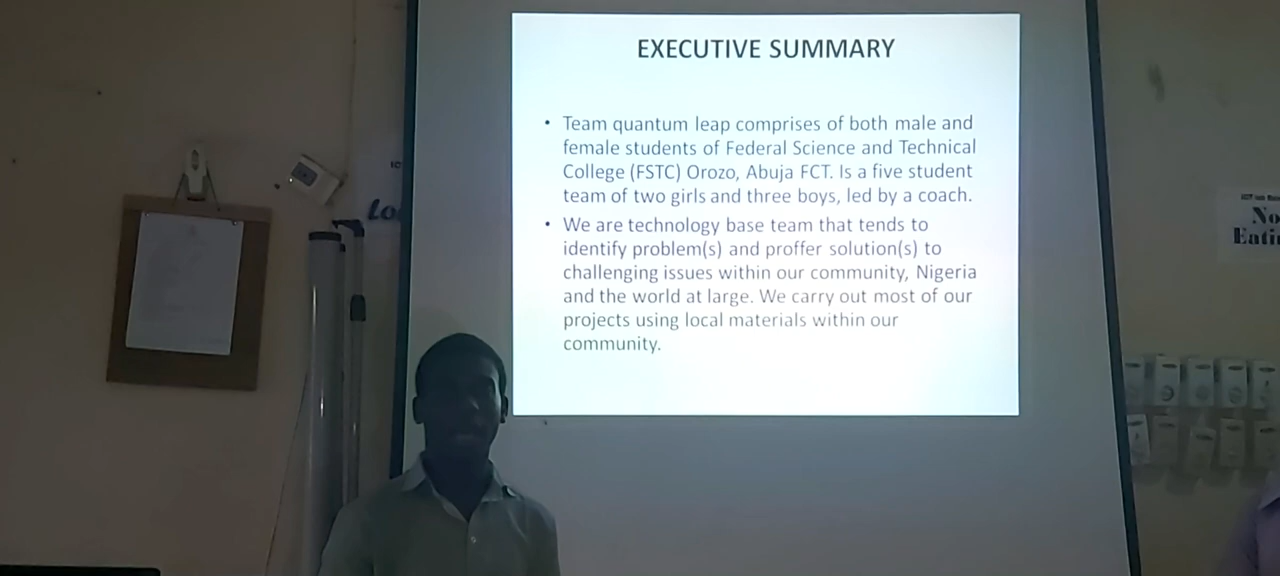 EXECUTIVE SUMMARY
• Team quantum leap comprises of both male and
female students of Federal Science and Technical
College (FSTC) Orozo, Abuja FCT. Is a five student
team of two girls and three boys, led by a coach.
• We are technology base team that tends to
identify problem(s) and proffer solution(s) to
challenging issues within our community, Nigeria
and the world at large. We carry out most of our
projects using local materials within our
community.
No